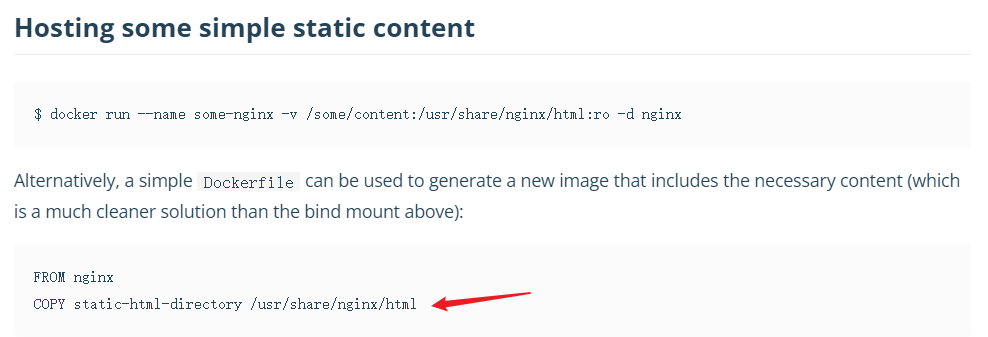 Hosting some simple static content
$ docker run --name some-nginx -v /some/content:/usr/share/nginx/html:ro -d nginx
Alternatively, a simple Dockerfile can be used to generate a new image that includes the necessary content (which
is a much cleaner solution than the bind mount above):
FROM nginx
COPY static-html-directory /usr/share/nginx/html